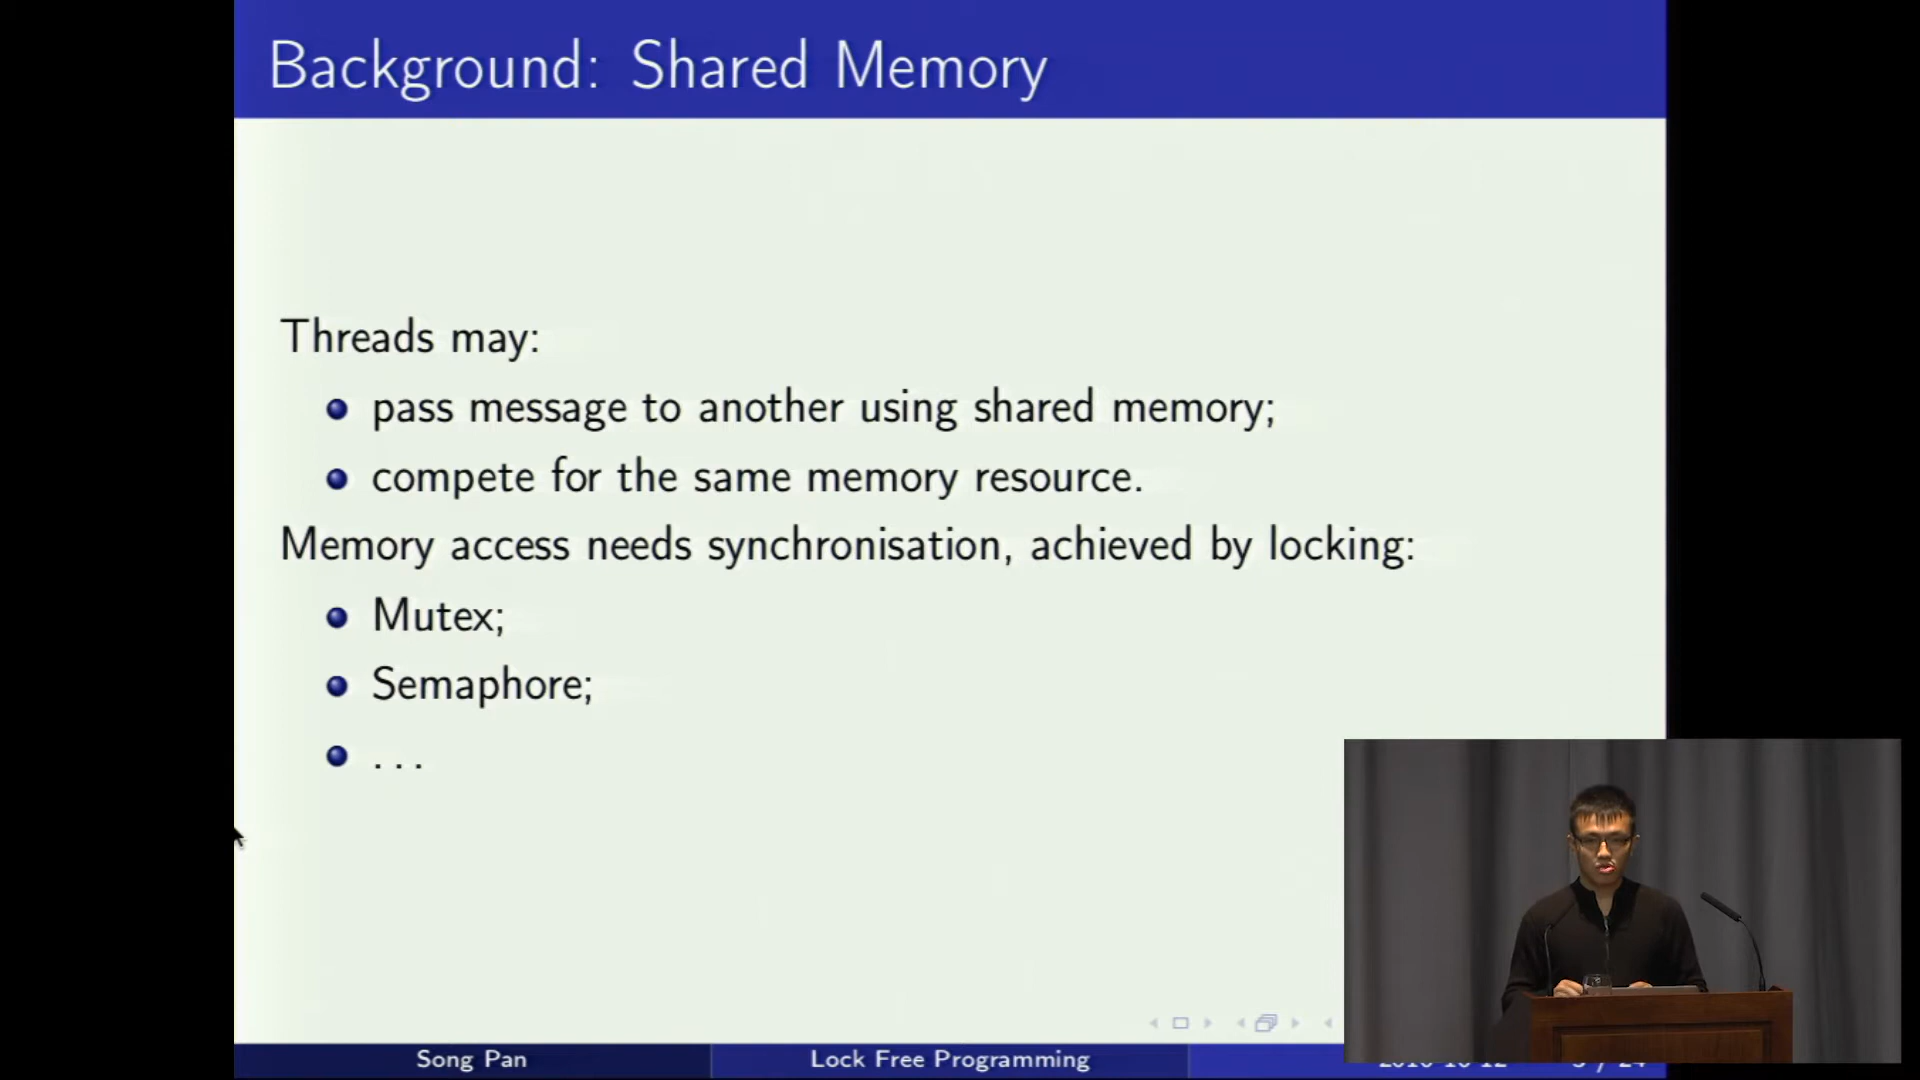 Background: Shared Memory
Threads may:
pass message to another using shared memory;
compete for the same memory resource.
Memory access needs synchronisation, achieved by locking:
Mutex;
Semaphore;
...
Song Pan
Lock Free Programming